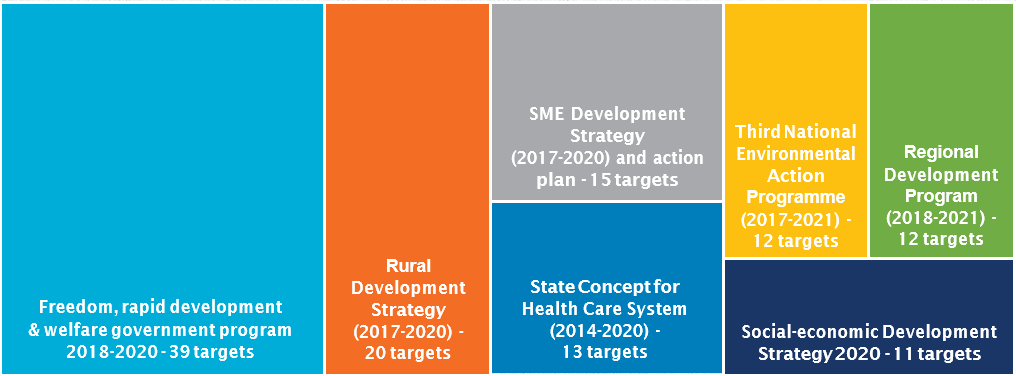 Freedom, rapid development
& welfare government program
2018-2020 - 39 targets
Rural
Development
Strategy
(2017-2020) -
20 targets
SME Development
Strategy
(2017-2020) and action
plan - 15 targets
State Concept for
Health Care System
(2014-2020) -
13 targets
Third National
Environmental
Action
Programme
(2017-2021) -
12 targets
Regional
Development
Program
(2018-2021) -
12 targets
Social-economic Development
Strategy 2020 - 11 targets